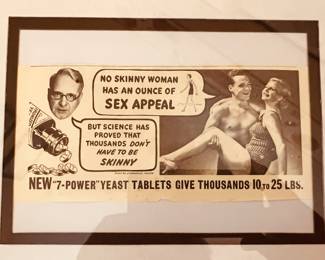 NO SKINNY WOMAN
HAS AN OUNCE OF
SEX APPEAL
BUT SCIENCE HAS
PROVED THAT
THOUSANDS DON'T
HAVE TO BE
SKINNY
NEW "7-POWER" YEAST TABLETS GIVE THOUSANDS 10 TO 25 LBS.